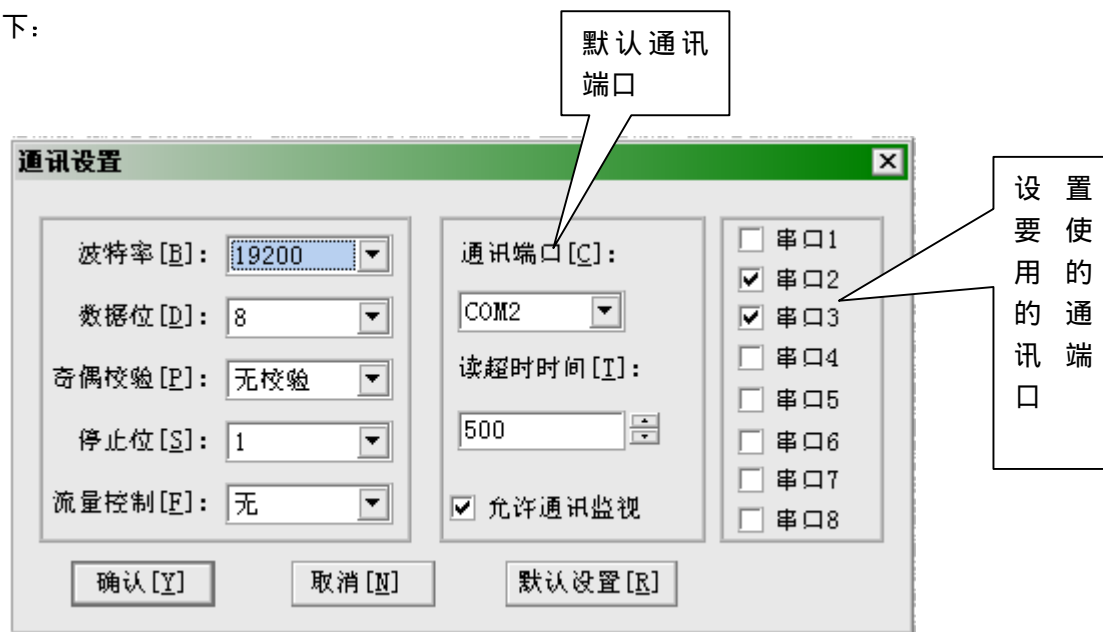 下：
默认通讯
端口
通讯设置
波特率[B]: 19200
数据位[D]: 8
奇偶校验[P]: 无校验
停止位[S]: 1
流量控制[F]: 无
通讯端口[C]:
COM2
读超时时间[T]:
500
允许通讯监视
串口1
串口2
串口3
串口4
串口5
串口6
串口7
串口8
设置
要使
用的
的通
讯端
口
确认[Y]
取消[N]
默认设置[R]